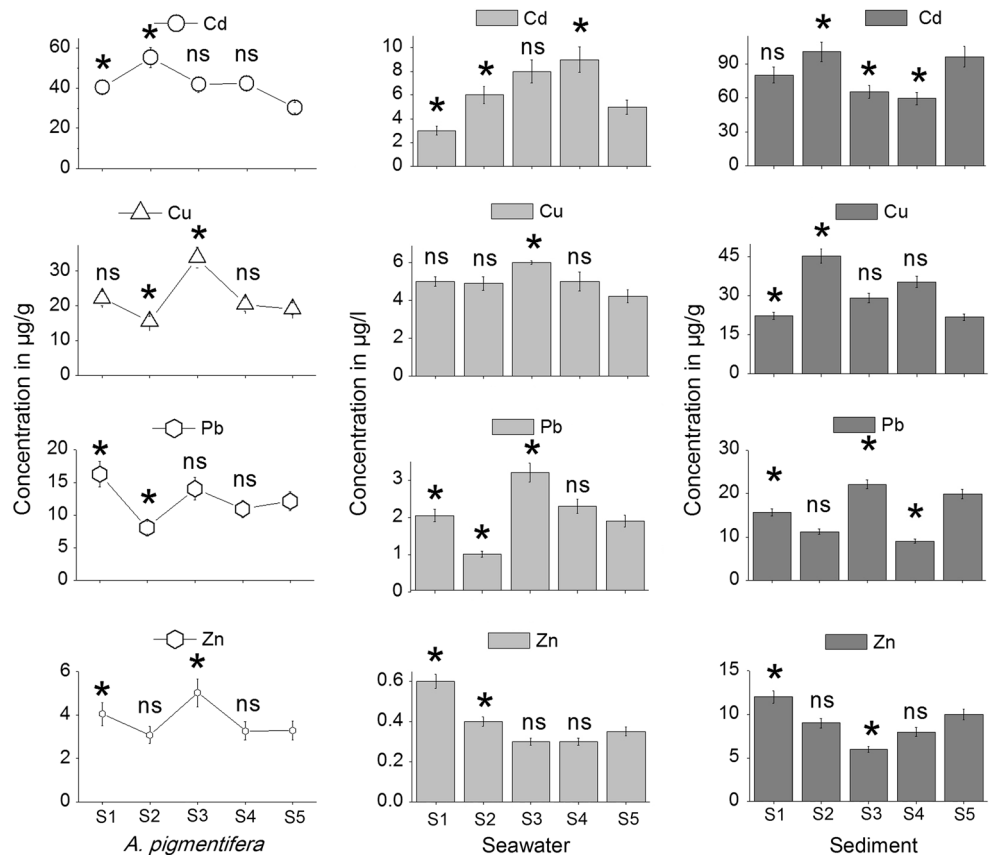 Cd
Cd
Cd
60
40
20
0
* * ns ns
10
8
6
4
2
0
* * ns *
90
60
30
0
ns * * *
Cu
Cu
Cu
30
20
10
0
ns * * ns
6
4
2
0
ns ns * ns
45
30
15
0
* * ns ns
Pb
Pb
Pb
20
15
10
5
0
* * ns ns
3
2
1
0
* * * ns
30
20
10
0
* ns * *
Zn
Zn
Zn
6
4
2
0
* ns * ns
0.6
0.4
0.2
0.0
* * ns ns
15
10
5
0
* ns * ns
Concentration in µg/g
Concentration in µg/l
Concentration in µg/g
S1 S2 S3 S4 S5
S1 S2 S3 S4 S5
S1 S2 S3 S4 S5
A. pigmentifera
Seawater
Sediment